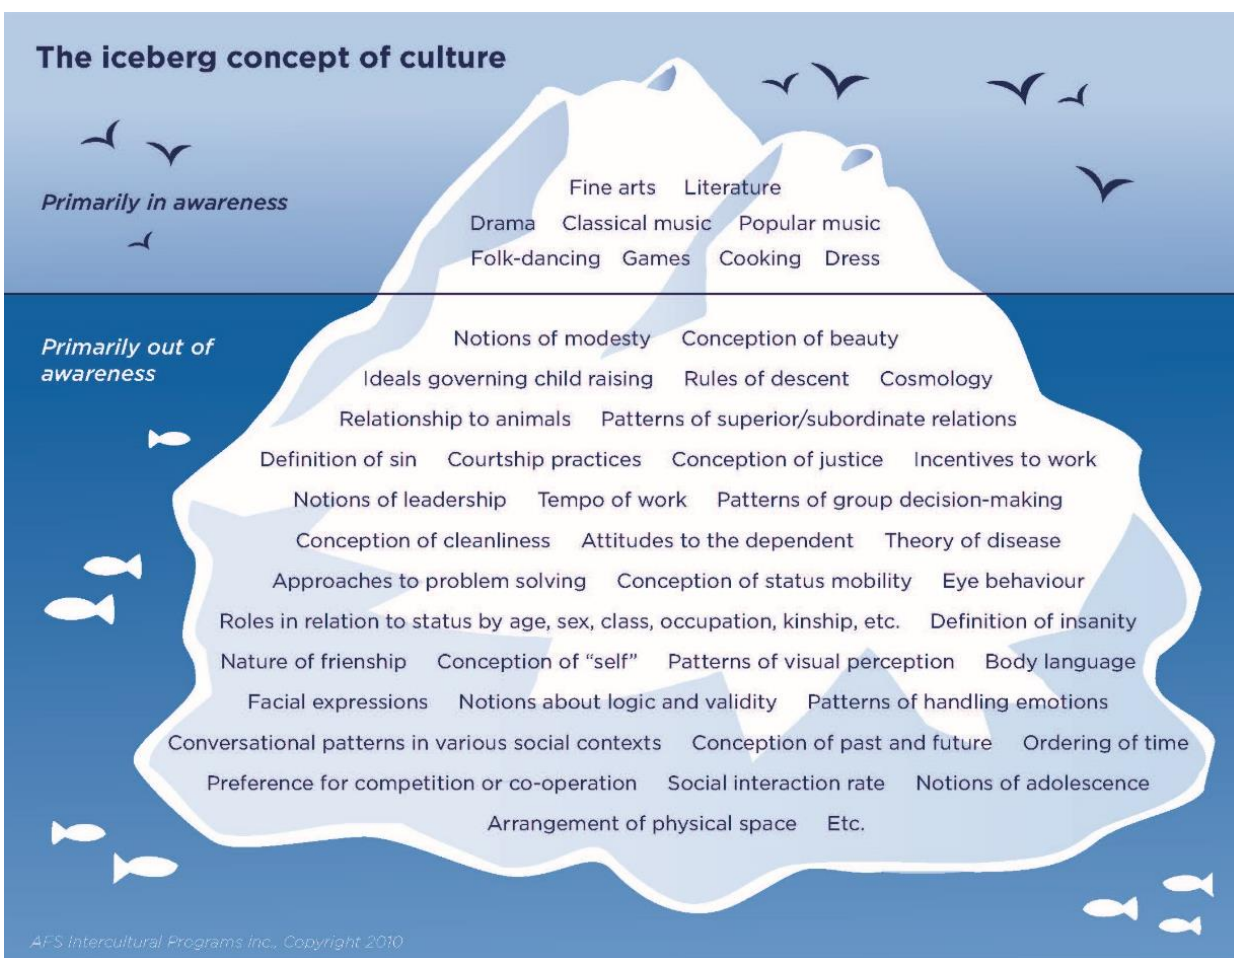 The iceberg concept of culture
Primarily in awareness
Fine arts Literature
Drama Classical music Popular music
Folk-dancing Games Cooking Dress
Primarily out of
awareness
Notions of modesty Conception of beauty
Ideals governing child raising Rules of descent Cosmology
Relationship to animals Patterns of superior/subordinate relations
Definition of sin Courtship practices Conception of justice Incentives to work
Notions of leadership Tempo of work Patterns of group decision-making
Conception of cleanliness Attitudes to the dependent Theory of disease
Approaches to problem solving Conception of status mobility Eye behaviour
Roles in relation to status by age, sex, class, occupation, kinship, etc. Definition of insanity
Nature of frienship Conception of “self” Patterns of visual perception Body language
Facial expressions Notions about logic and validity Patterns of handling emotions
Conversational patterns in various social contexts Conception of past and future Ordering of time
Preference for competition or co-operation Social interaction rate Notions of adolescence
Arrangement of physical space Etc.
AFS Intercultural Programs Inc., Copyright 2010